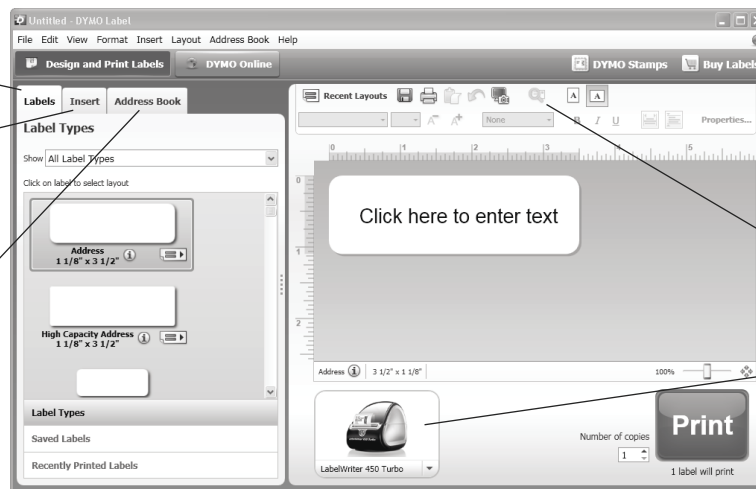 Untitled - DYMO Label
File Edit View Format Insert Layout Address Book Help
Design and Print Labels DYMO Online DYMO Stamps Buy Labels
Labels Insert Address Book
Label Types
Show All Label Types
Click on label to select layout
Address
1 1/8" x 3 1/2"
High Capacity Address
1 1/8" x 3 1/2"
Label Types
Saved Labels
Recently Printed Labels
Recent Layouts A A
A A None B I U Properties...
0 1 2 3 4 5
0
1
2
Click here to enter text
Address 3 1/2" x 1 1/8" 100%
LabelWriter 450 Turbo
Number of copies
1
Print
1 label will print